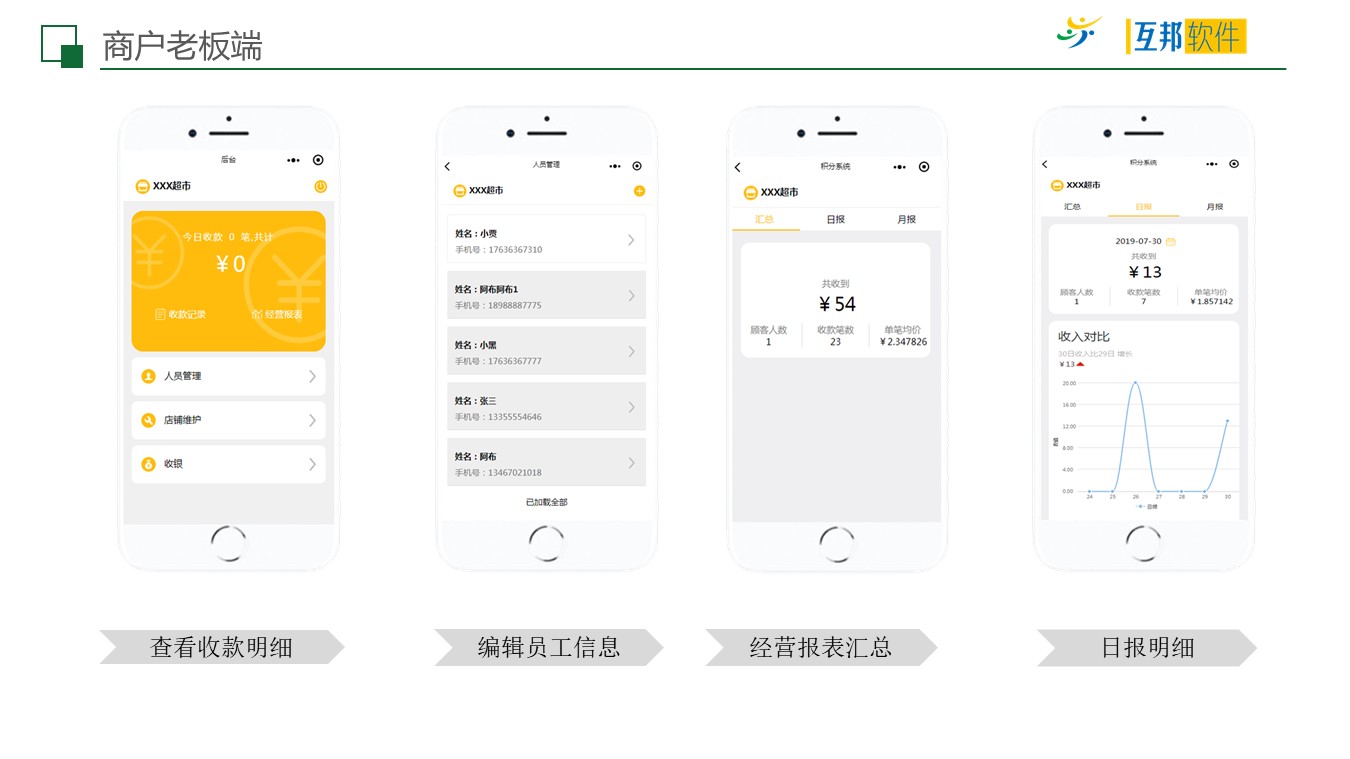 商户老板端
互邦软件
后台
XXX超市
今日收款 0 笔,共计
¥0
收款记录
经营报表
人员管理
店铺维护
收银
查看收款明细
人员管理
XXX超市
姓名：小贾
手机号：17636367310
姓名：阿布阿布1
手机号：18988887775
姓名：小黑
手机号：17636367777
姓名：张三
手机号：13355554646
姓名：阿布
手机号：13467021018
已加载全部
编辑员工信息
积分系统
XXX超市
汇总 日报 月报
共收到
¥54
顾客人数 收款笔数 单笔均价
1 23 ¥2.347826
经营报表汇总
积分系统
XXX超市
汇总 日报 月报
2019-07-30
共收到
¥13
顾客人数 收款笔数 单笔均价
1 7 ¥1.857142
收入对比
30日收入比29日 增长
¥13
20.00
16.00
12.00
8.00
4.00
0.00
24 25 26 27 28 29 30
日报明细